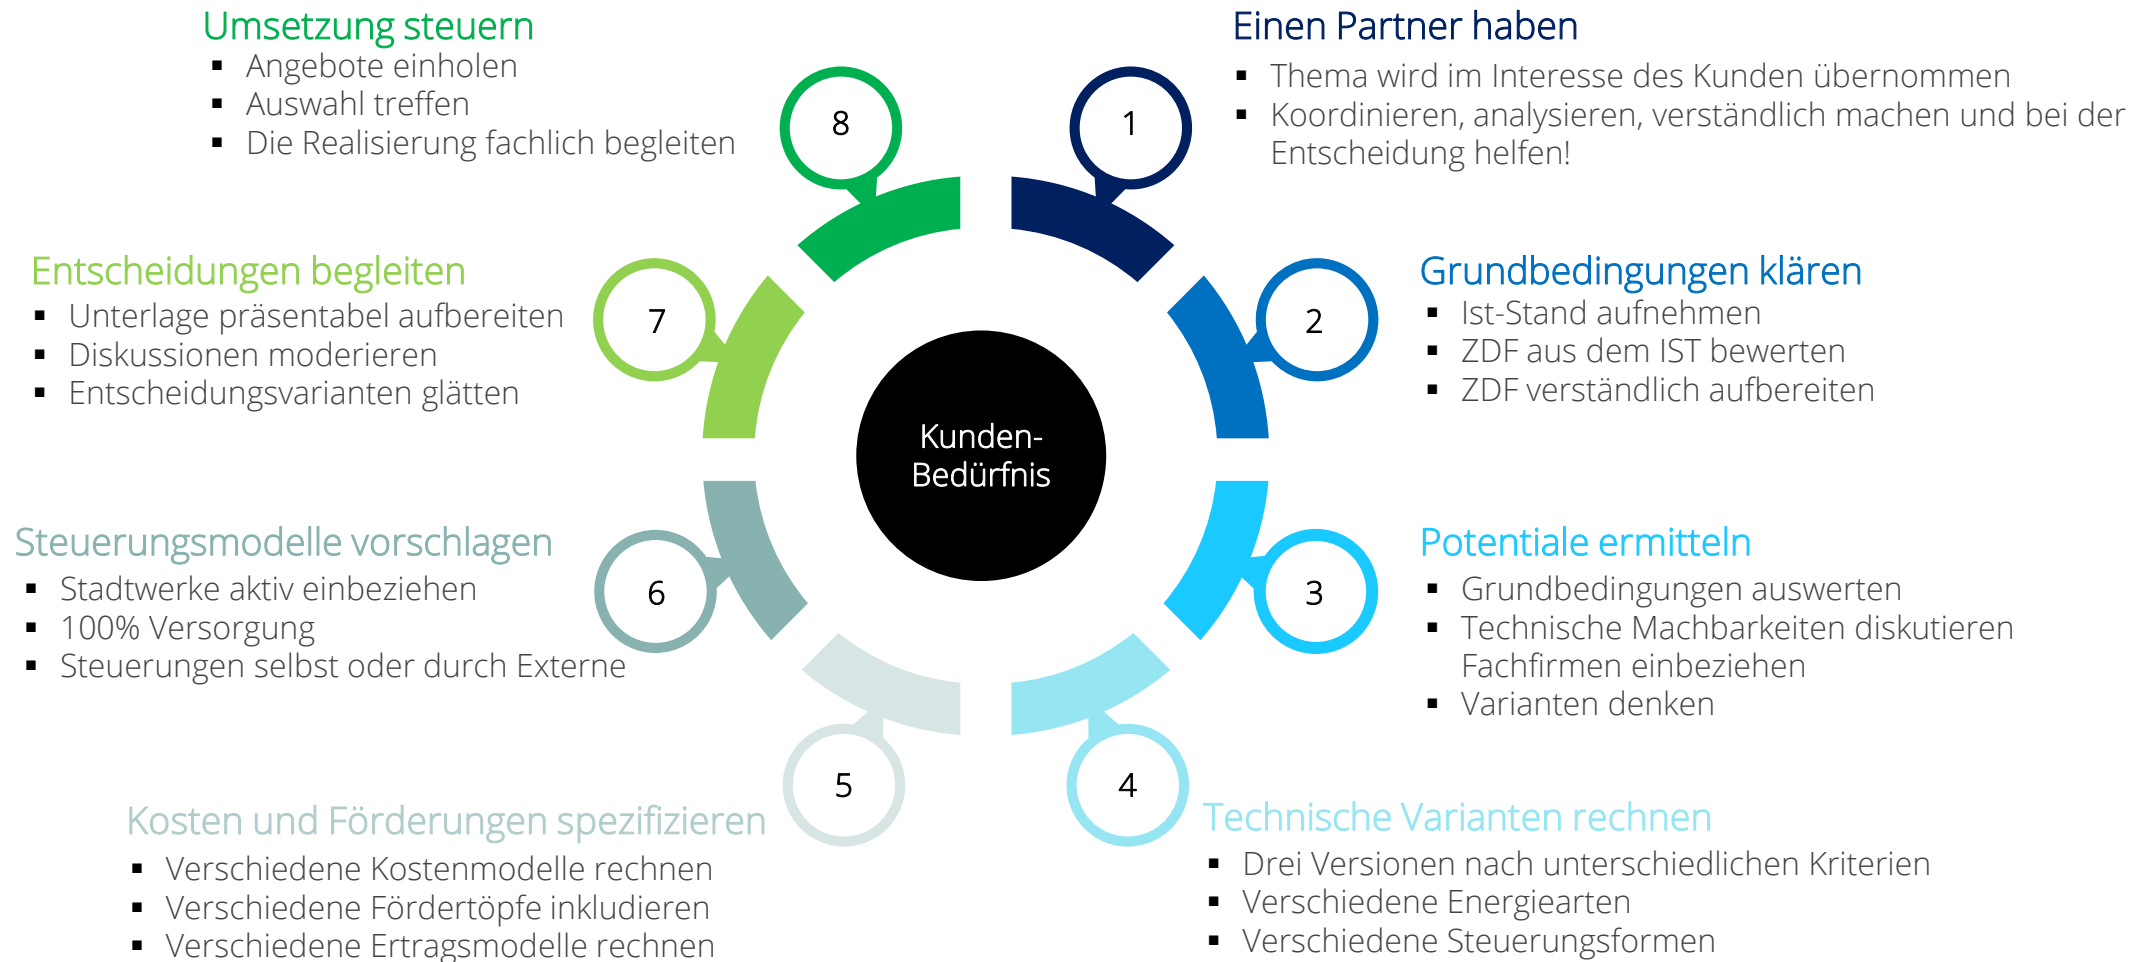 Umsetzung steuern
▪ Angebote einholen
▪ Auswahl treffen
▪ Die Realisierung fachlich begleiten
8
1
Einen Partner haben
▪ Thema wird im Interesse des Kunden übernommen
▪ Koordinieren, analysieren, verständlich machen und bei der
Entscheidung helfen!
Entscheidungen begleiten
▪ Unterlage präsentabel aufbereiten
▪ Diskussionen moderieren
▪ Entscheidungsvarianten glätten
7
2
Grundbedingungen klären
▪ Ist-Stand aufnehmen
▪ ZDF aus dem IST bewerten
▪ ZDF verständlich aufbereiten
Kunden-
Bedürfnis
Steuerungsmodelle vorschlagen
▪ Stadtwerke aktiv einbeziehen
▪ 100% Versorgung
▪ Steuerungen selbst oder durch Externe
6
3
Potentiale ermitteln
▪ Grundbedingungen auswerten
▪ Technische Machbarkeiten diskutieren
Fachfirmen einbeziehen
▪ Varianten denken
5
4
Kosten und Förderungen spezifizieren
▪ Verschiedene Kostenmodelle rechnen
▪ Verschiedene Fördertöpfe inkludieren
▪ Verschiedene Ertragsmodelle rechnen
Technische Varianten rechnen
▪ Drei Versionen nach unterschiedlichen Kriterien
▪ Verschiedene Energiearten
▪ Verschiedene Steuerungsformen